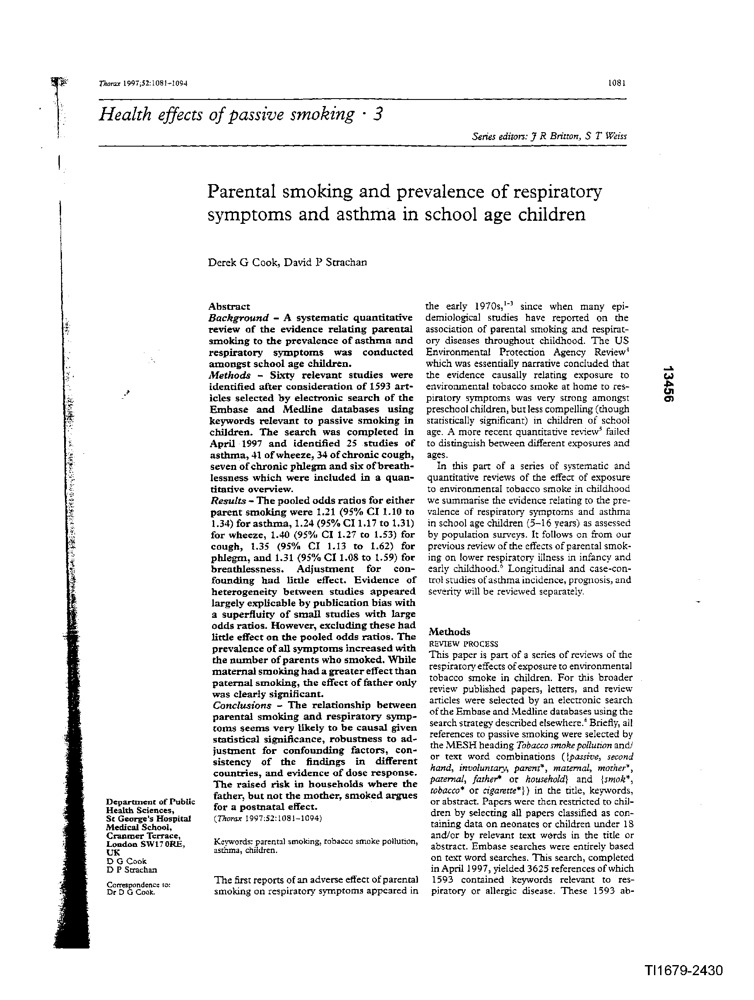 Thorax 1997;52:1081–1094
1081
Health effects of passive smoking · 3
Series editors: J R Britton, S T Weiss
Parental smoking and prevalence of respiratory
symptoms and asthma in school age children
Derek G Cook, David P Strachan
Abstract
Background – A systematic quantitative
review of the evidence relating parental
smoking to the prevalence of asthma and
respiratory symptoms was conducted
amongst school age children.
Methods – Sixty relevant studies were
identified after consideration of 1593 art-
icles selected by electronic search of the
Embase and Medline databases using
keywords relevant to passive smoking in
children. The search was completed in
April 1997 and identified 25 studies of
asthma, 41 of wheeze, 34 of chronic cough,
seven of chronic phlegm and six of breath-
lessness which were included in a quan-
titative overview.
Results – The pooled odds ratios for either
parent smoking were 1.21 (95% CI 1.10 to
1.34) for asthma, 1.24 (95% CI 1.17 to 1.31)
for wheeze, 1.40 (95% CI 1.27 to 1.53) for
cough, 1.35 (95% CI 1.13 to 1.62) for
phlegm, and 1.31 (95% CI 1.08 to 1.59) for
breathlessness. Adjustment for con-
founding had little effect. Evidence of
heterogeneity between studies appeared
largely explicable by publication bias with
a superfluity of small studies with large
odds ratios. However, excluding these had
little effect on the pooled odds ratios. The
prevalence of all symptoms increased with
the number of parents who smoked. While
maternal smoking had a greater effect than
paternal smoking, the effect of father only
was clearly significant.
Conclusions – The relationship between
parental smoking and respiratory symp-
toms seems very likely to be causal given
statistical significance, robustness to ad-
justment for confounding factors, con-
sistency of the findings in different
countries, and evidence of dose response.
The raised risk in households where the
father, but not the mother, smoked argues
for a postnatal effect.
(Thorax 1997;52:1081–1094)
Keywords: parental smoking, tobacco smoke pollution,
asthma, children.
The first reports of an adverse effect of parental
smoking on respiratory symptoms appeared in
Department of Public
Health Sciences,
St George's Hospital
Medical School,
Cranmer Terrace,
London SW17 0RE,
UK
D G Cook
D P Strachan
Correspondence to:
Dr D G Cook.
the early 1970s,1–3 since when many epi-
demiological studies have reported on the
association of parental smoking and respirat-
ory diseases throughout childhood. The US
Environmental Protection Agency Review4
which was essentially narrative concluded that
the evidence causally relating exposure to
environmental tobacco smoke at home to res-
piratory symptoms was very strong amongst
preschool children, but less compelling (though
statistically significant) in children of school
age. A more recent quantitative review5 failed
to distinguish between different exposures and
ages.
In this part of a series of systematic and
quantitative reviews of the effect of exposure
to environmental tobacco smoke in childhood
we summarise the evidence relating to the pre-
valence of respiratory symptoms and asthma
in school age children (5–16 years) as assessed
by population surveys. It follows on from our
previous review of the effects of parental smok-
ing on lower respiratory illness in infancy and
early childhood.6 Longitudinal and case-con-
trol studies of asthma incidence, prognosis, and
severity will be reviewed separately.
Methods
REVIEW PROCESS
This paper is part of a series of reviews of the
respiratory effects of exposure to environmental
tobacco smoke in children. For this broader
review published papers, letters, and review
articles were selected by an electronic search
of the Embase and Medline databases using the
search strategy described elsewhere.6 Briefly, all
references to passive smoking were selected by
the MESH heading Tobacco smoke pollution and/
or text word combinations ({passive, second
hand, involuntary, parent*, maternal, mother*,
paternal, father* or household} and {smok*,
tobacco* or cigarette*}) in the title, keywords,
or abstract. Papers were then restricted to chil-
dren by selecting all papers classified as con-
taining data on neonates or children under 18
and/or by relevant text words in the title or
abstract. Embase searches were entirely based
on text word searches. This search, completed
in April 1997, yielded 3625 references of which
1593 contained keywords relevant to res-
piratory or allergic disease. These 1593 ab-
13456
TI1679-2430